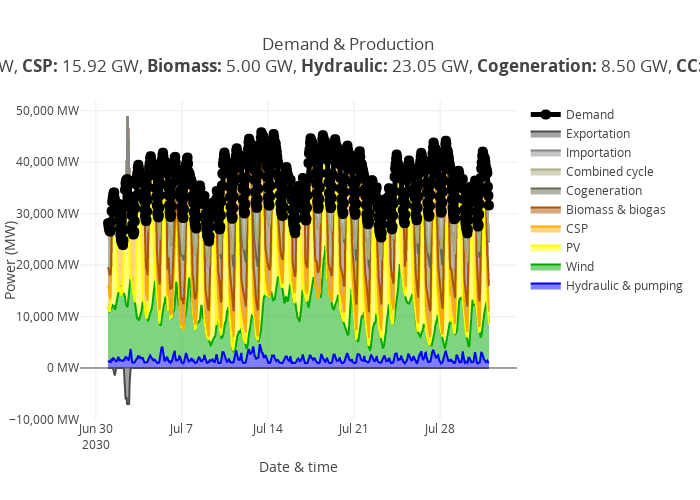 Demand & Production
W, CSP: 15.92 GW, Biomass: 5.00 GW, Hydraulic: 23.05 GW, Cogeneration: 8.50 GW, CC:
50,000 MW
40,000 MW
30,000 MW
20,000 MW
10,000 MW
0 MW
−10,000 MW
Power (MW)
Jun 30
2030
Jul 7
Jul 14
Jul 21
Jul 28
Date & time
Demand
Exportation
Importation
Combined cycle
Cogeneration
Biomass & biogas
CSP
PV
Wind
Hydraulic & pumping